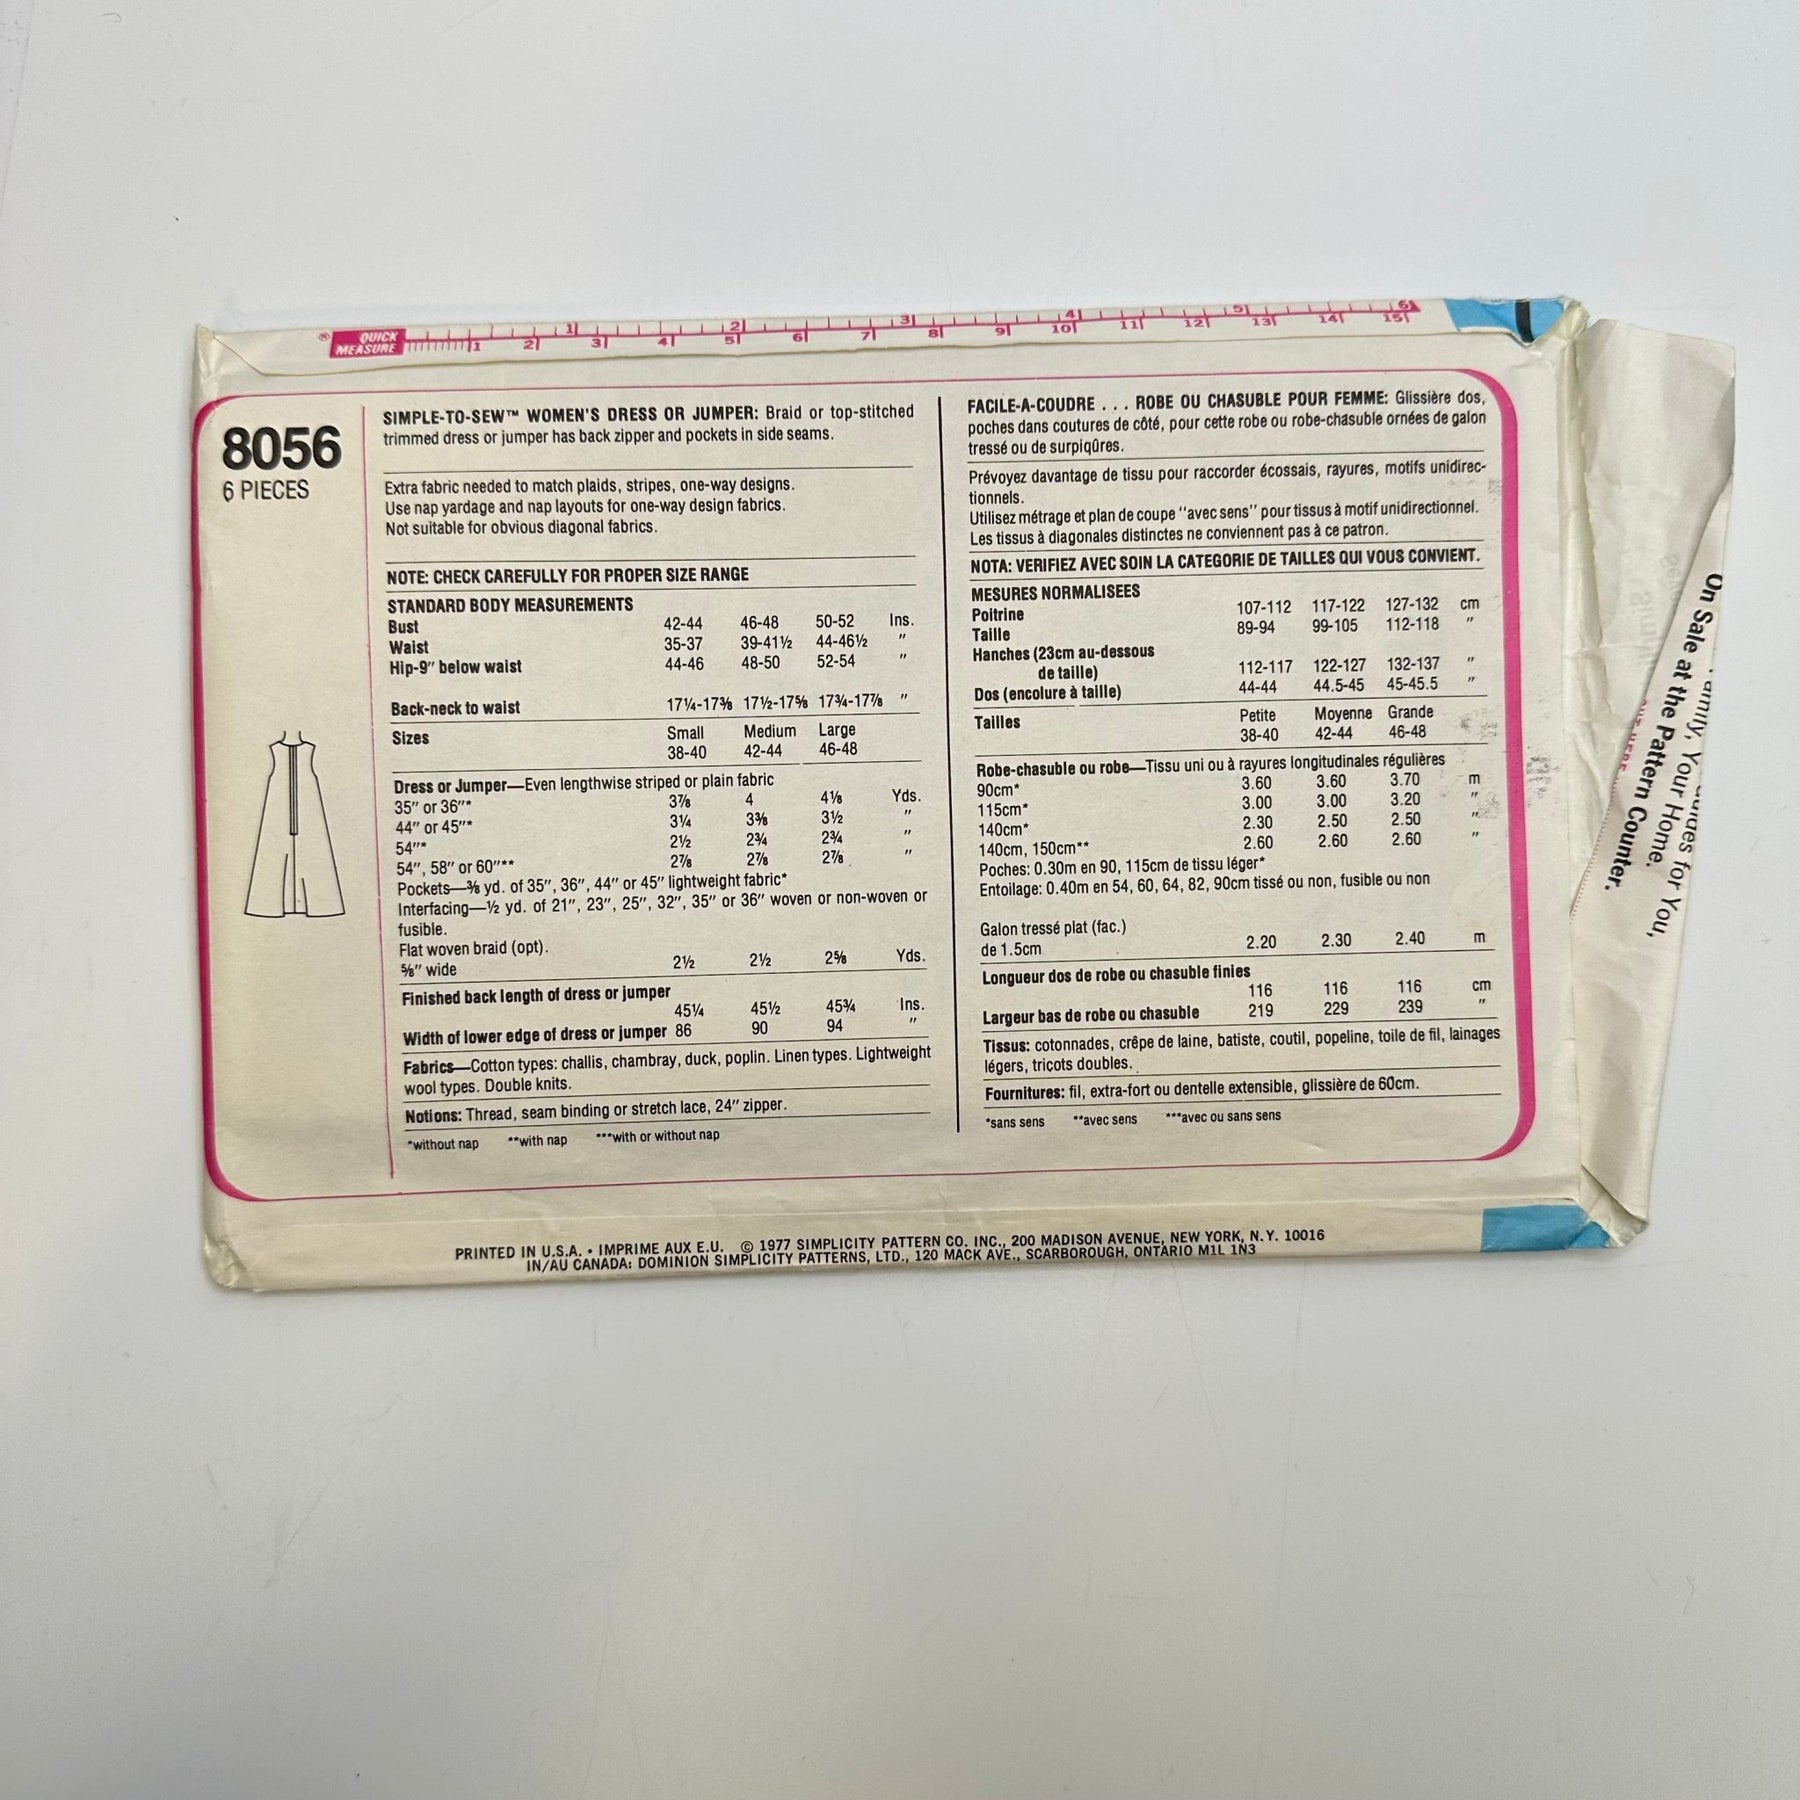 ® QUICK MEASURE
1 2 3 4 5 6
1 2 3 4 5 6 7 8 9 10 11 12 13 14 15
8056
6 PIECES
SIMPLE-TO-SEW™ WOMEN'S DRESS OR JUMPER: Braid or top-stitched
trimmed dress or jumper has back zipper and pockets in side seams.
Extra fabric needed to match plaids, stripes, one-way designs.
Use nap yardage and nap layouts for one-way design fabrics.
Not suitable for obvious diagonal fabrics.
NOTE: CHECK CAREFULLY FOR PROPER SIZE RANGE
STANDARD BODY MEASUREMENTS
Bust 42-44 46-48 50-52 Ins.
Waist 35-37 39-41½ 44-46½ ″
Hip-9″ below waist 44-46 48-50 52-54 ″
Back-neck to waist 17¼-17⅜ 17½-17⅝ 17¾-17⅞ ″
Sizes Small Medium Large
38-40 42-44 46-48
Dress or Jumper—Even lengthwise striped or plain fabric
35″ or 36″* 3⅞ 4 4⅛ Yds.
44″ or 45″* 3¼ 3⅜ 3½ ″
54″* 2½ 2¾ 2¾ ″
54″, 58″ or 60″** 2⅞ 2⅞ 2⅞ ″
Pockets—⅜ yd. of 35″, 36″, 44″ or 45″ lightweight fabric*
Interfacing—½ yd. of 21″, 23″, 25″, 32″, 35″ or 36″ woven or non-woven or
fusible.
Flat woven braid (opt).
⅝″ wide 2½ 2½ 2⅝ Yds.
Finished back length of dress or jumper
45¼ 45½ 45¾ Ins.
Width of lower edge of dress or jumper 86 90 94 ″
Fabrics—Cotton types: challis, chambray, duck, poplin. Linen types. Lightweight
wool types. Double knits.
Notions: Thread, seam binding or stretch lace, 24″ zipper.
*without nap **with nap ***with or without nap
FACILE-A-COUDRE . . . ROBE OU CHASUBLE POUR FEMME: Glissière dos,
poches dans coutures de côté, pour cette robe ou robe-chasuble ornées de galon
tressé ou de surpiqûres.
Prévoyez davantage de tissu pour raccorder écossais, rayures, motifs unidirec-
tionnels.
Utilisez métrage et plan de coupe "avec sens" pour tissus à motif unidirectionnel.
Les tissus à diagonales distinctes ne conviennent pas à ce patron.
NOTA: VERIFIEZ AVEC SOIN LA CATEGORIE DE TAILLES QUI VOUS CONVIENT.
MESURES NORMALISEES
Poitrine 107-112 117-122 127-132 cm
Taille 89-94 99-105 112-118 ″
Hanches (23cm au-dessous
de taille) 112-117 122-127 132-137 ″
Dos (encolure à taille) 44-44 44.5-45 45-45.5 ″
Tailles Petite Moyenne Grande
38-40 42-44 46-48
Robe-chasuble ou robe—Tissu uni ou à rayures longitudinales régulières
90cm* 3.60 3.60 3.70 m
115cm* 3.00 3.00 3.20 ″
140cm* 2.30 2.50 2.50 ″
140cm, 150cm** 2.60 2.60 2.60 ″
Poches: 0.30m en 90, 115cm de tissu léger*
Entoilage: 0.40m en 54, 60, 64, 82, 90cm tissé ou non, fusible ou non
Galon tressé plat (fac.)
de 1.5cm 2.20 2.30 2.40 m
Longueur dos de robe ou chasuble finies
116 116 116 cm
Largeur bas de robe ou chasuble 219 229 239 ″
Tissus: cotonnades, crêpe de laine, batiste, coutil, popeline, toile de fil, lainages
légers, tricots doubles.
Fournitures: fil, extra-fort ou dentelle extensible, glissière de 60cm.
*sans sens **avec sens ***avec ou sans sens
PRINTED IN U.S.A. • IMPRIME AUX E.U. © 1977 SIMPLICITY PATTERN CO. INC., 200 MADISON AVENUE, NEW YORK, N.Y. 10016
IN/AU CANADA: DOMINION SIMPLICITY PATTERNS, LTD., 120 MACK AVE., SCARBOROUGH, ONTARIO M1L 1N3
for You,
Your Home.
On Sale at the Pattern Counter.